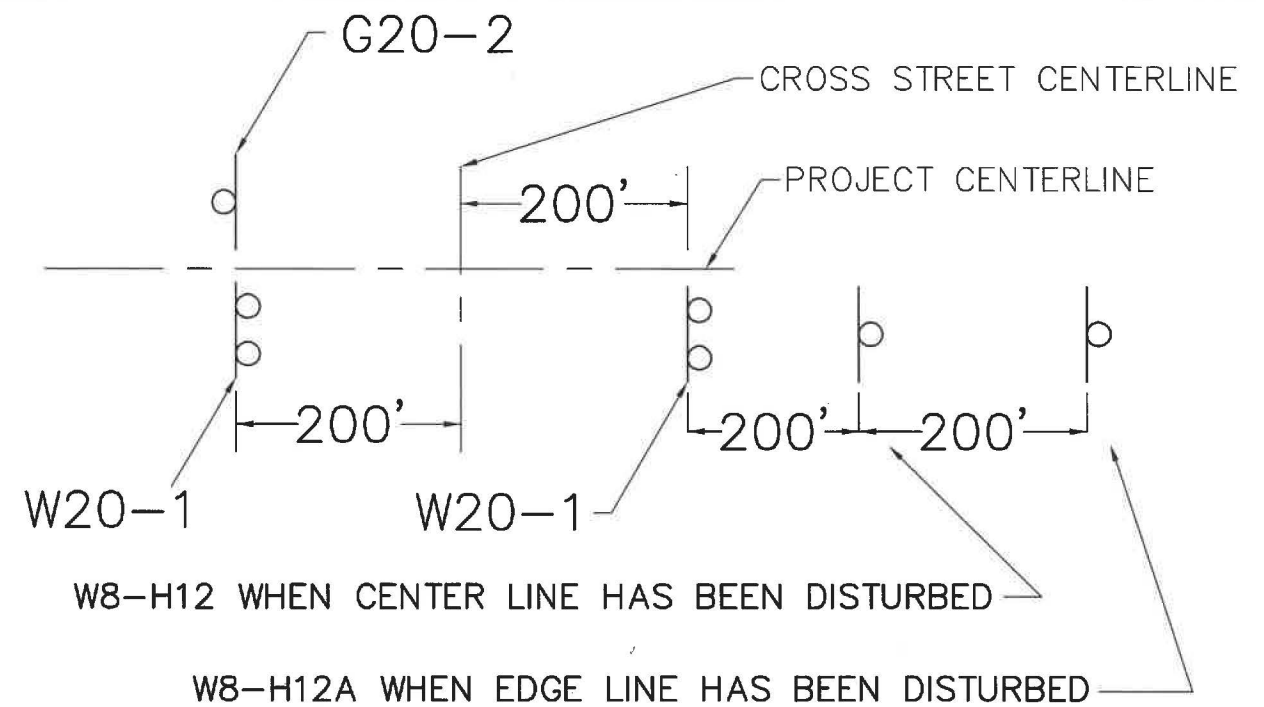 G20-2
CROSS STREET CENTERLINE
PROJECT CENTERLINE
200'
200'
200'
200'
W20-1
W20-1
W8-H12 WHEN CENTER LINE HAS BEEN DISTURBED
W8-H12A WHEN EDGE LINE HAS BEEN DISTURBED